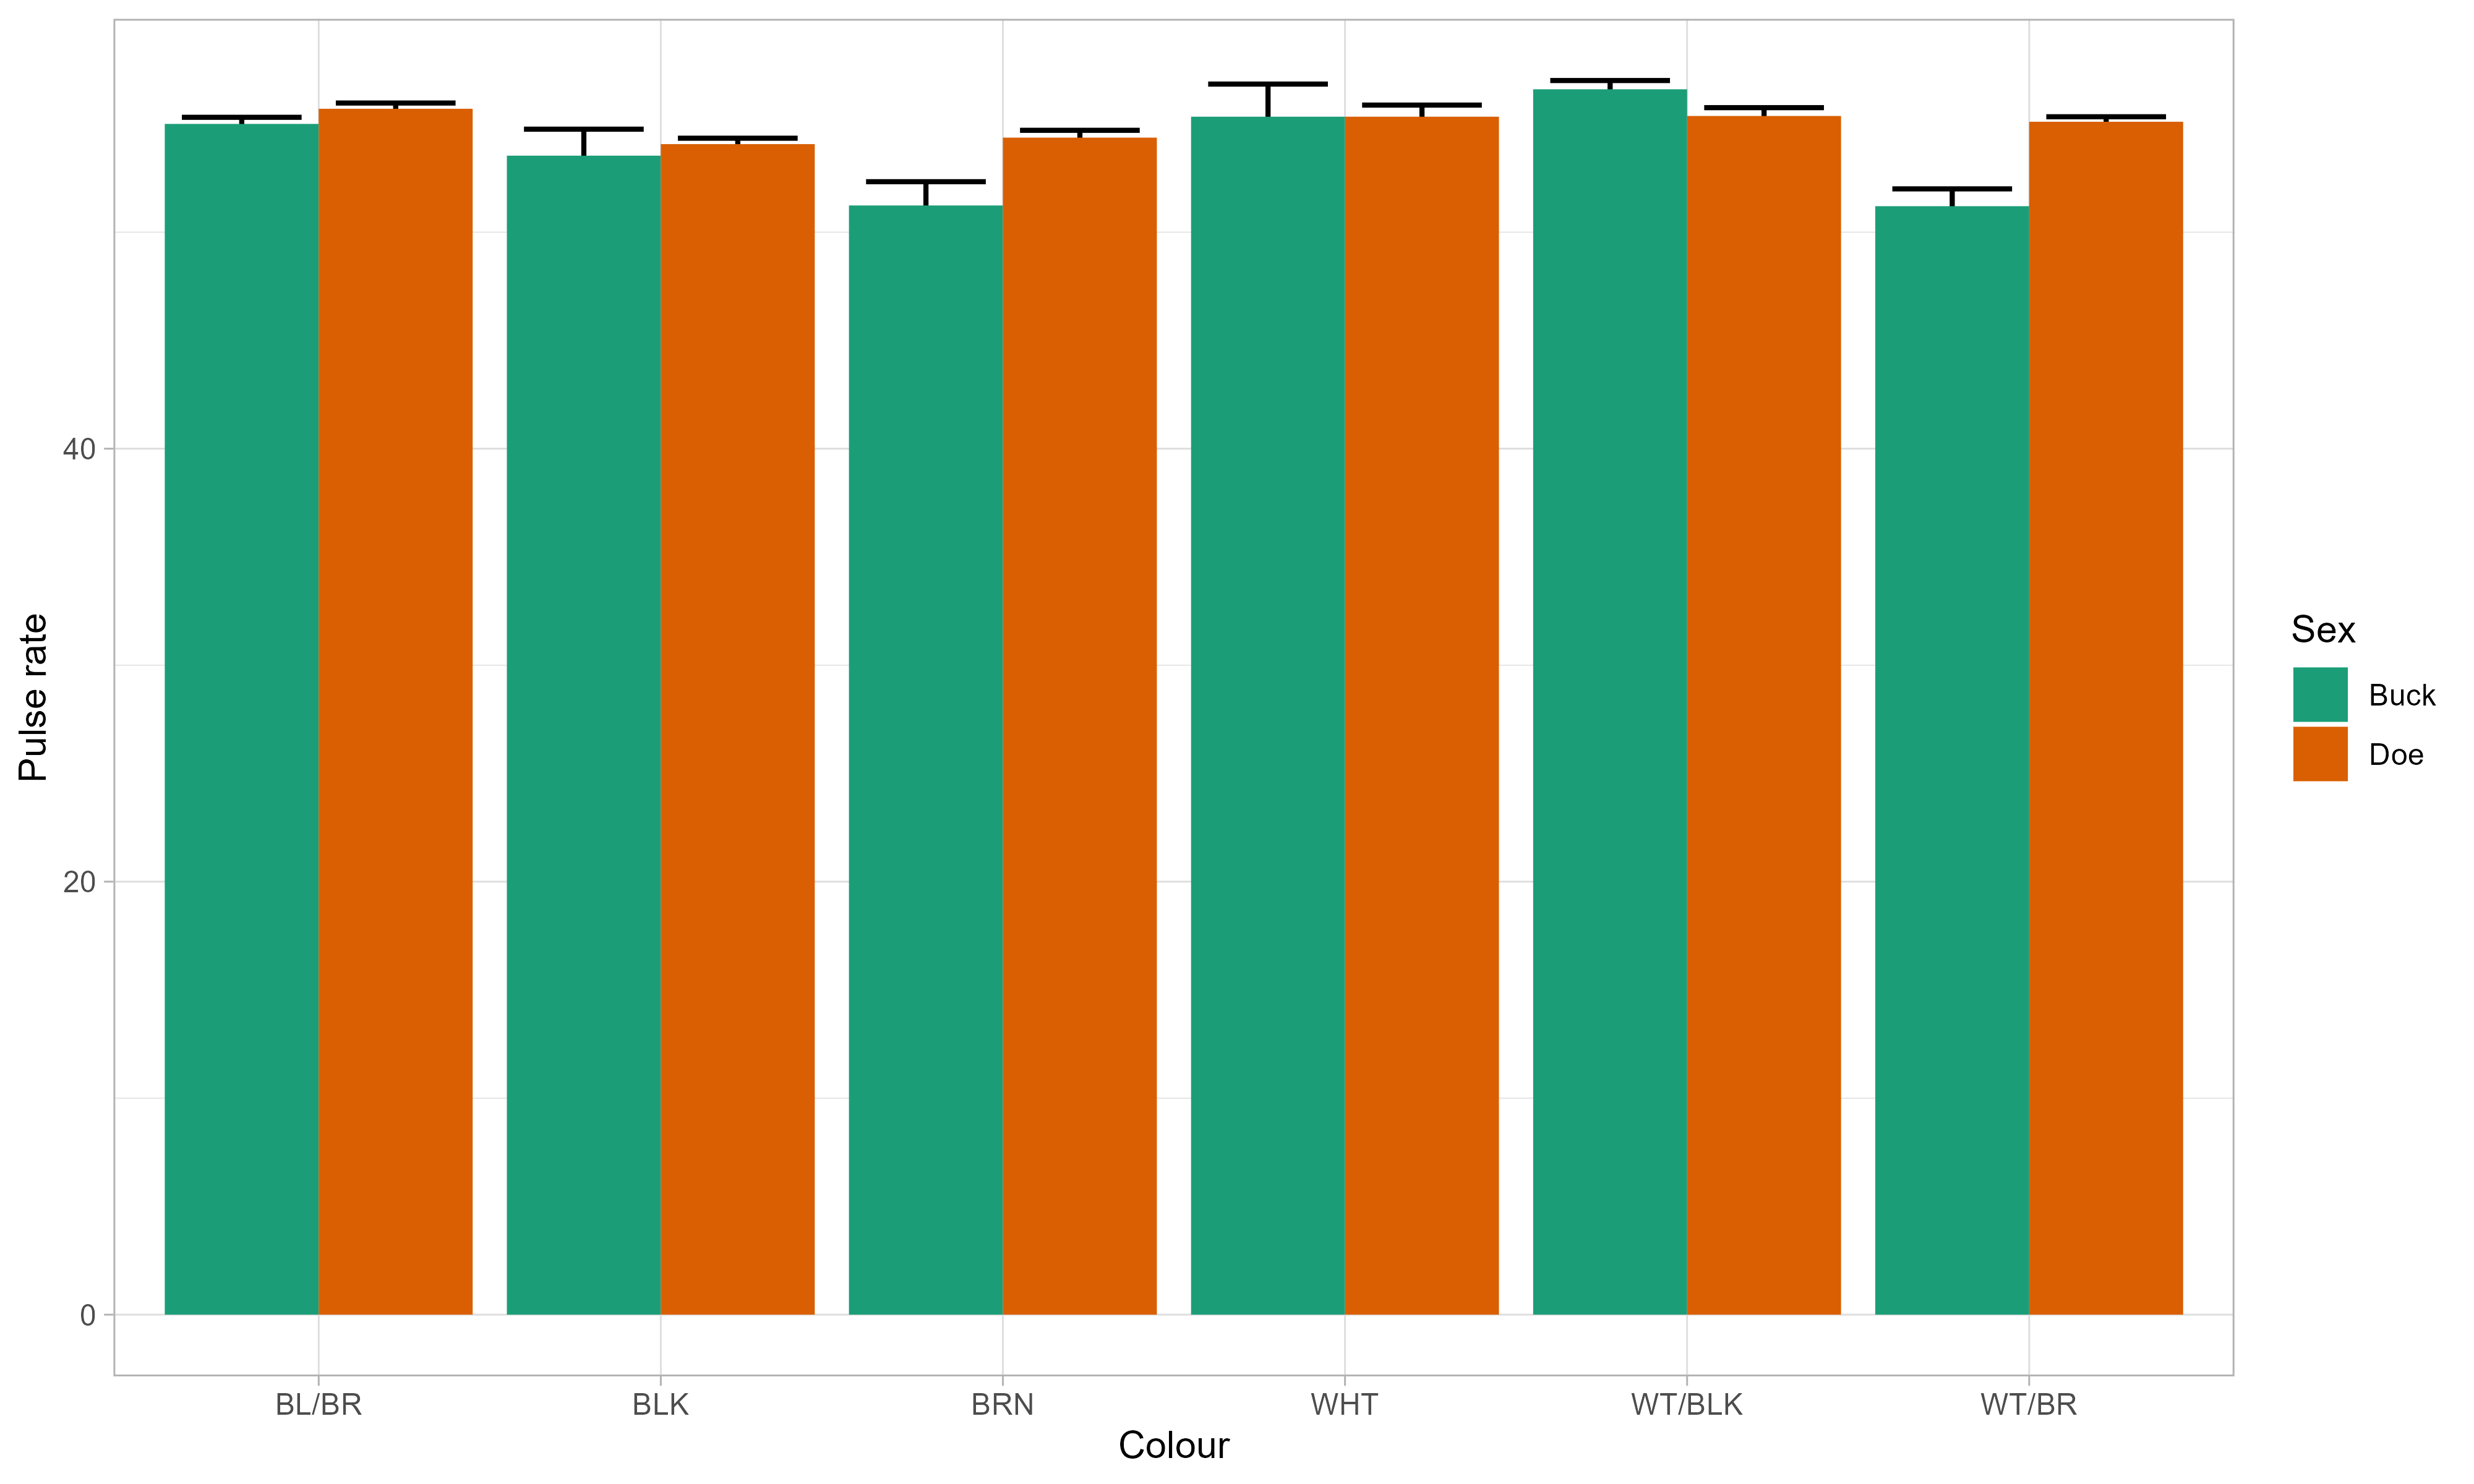 Pulse rate
40
20
0
BL/BR
BLK
BRN
WHT
WT/BLK
WT/BR
Colour
Sex
Buck
Doe